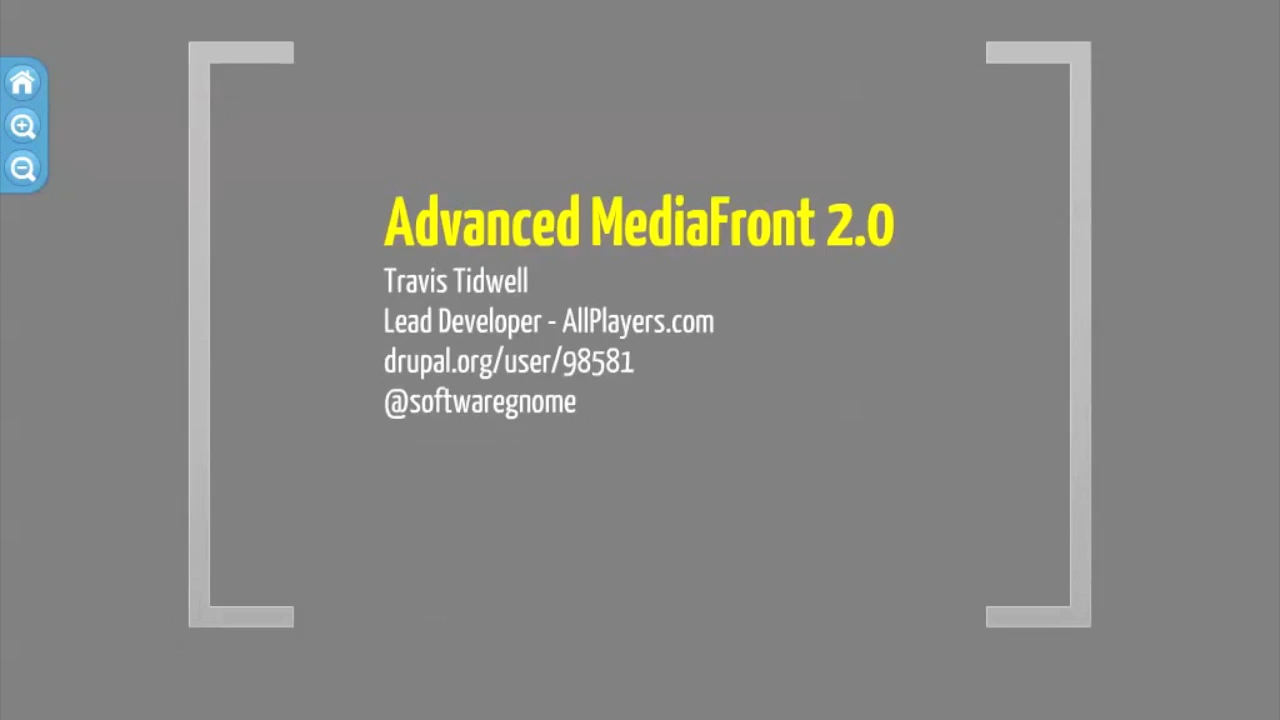 Advanced MediaFront 2.0
Travis Tidwell
Lead Developer - AllPlayers.com
drupal.org/user/98581
@softwaregnome